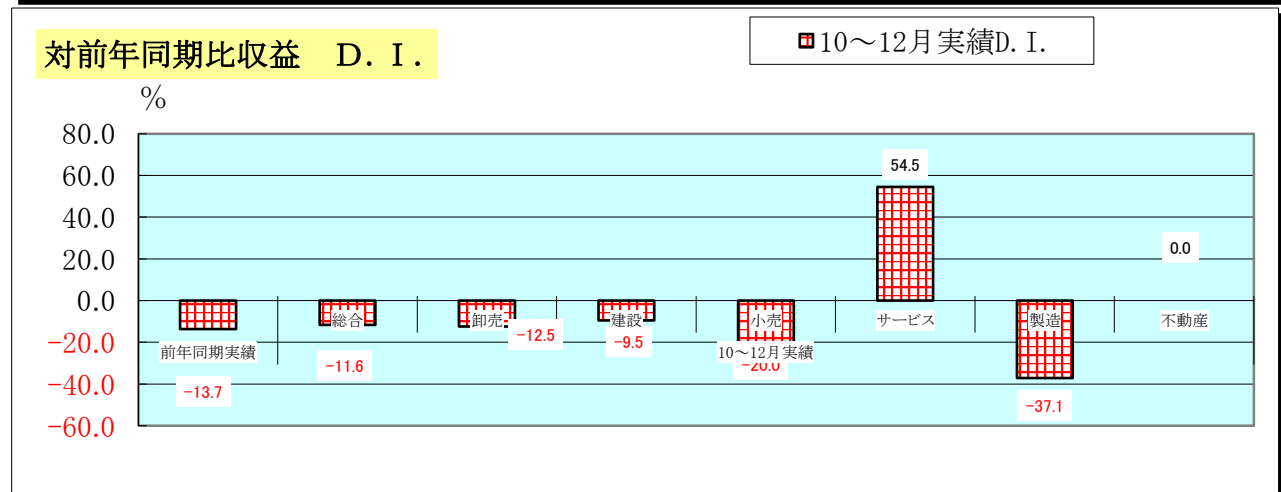 対前年同期比収益　Ｄ.Ｉ.
10～12月実績D.I.
%
80.0
60.0
40.0
20.0
0.0
-20.0
-40.0
-60.0
54.5
0.0
総合
卸売
建設
小売
サービス
製造
不動産
前年同期実績
10～12月実績
-13.7
-11.6
-12.5
-9.5
-20.0
-37.1